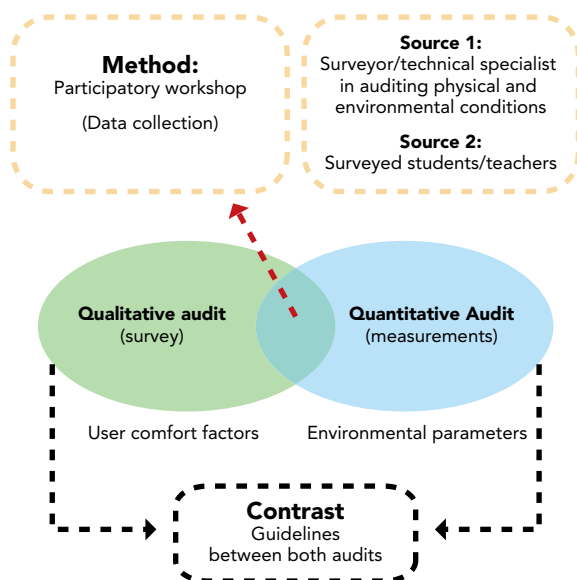 Method:
Participatory workshop
(Data collection)
Source 1:
Surveyor/technical specialist
in auditing physical and
environmental conditions
Source 2:
Surveyed students/teachers
Qualitative audit
(survey)
Quantitative Audit
(measurements)
User comfort factors
Environmental parameters
Contrast
Guidelines
between both audits